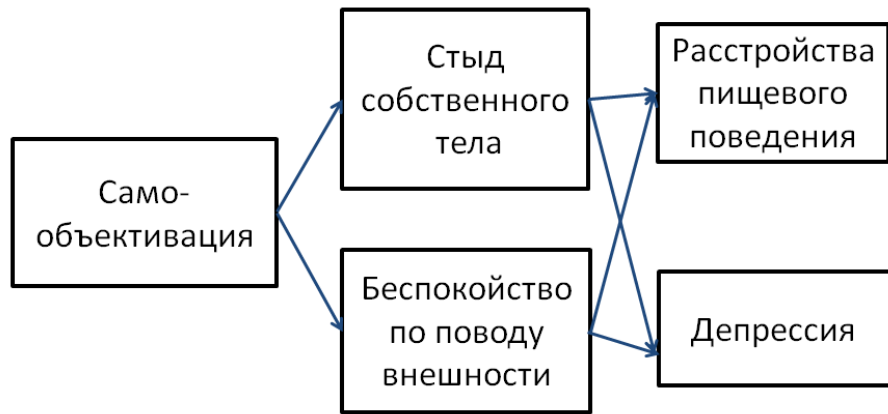 Само-
объективация
Стыд
собственного
тела
Беспокойство
по поводу
внешности
Расстройства
пищевого
поведения
Депрессия